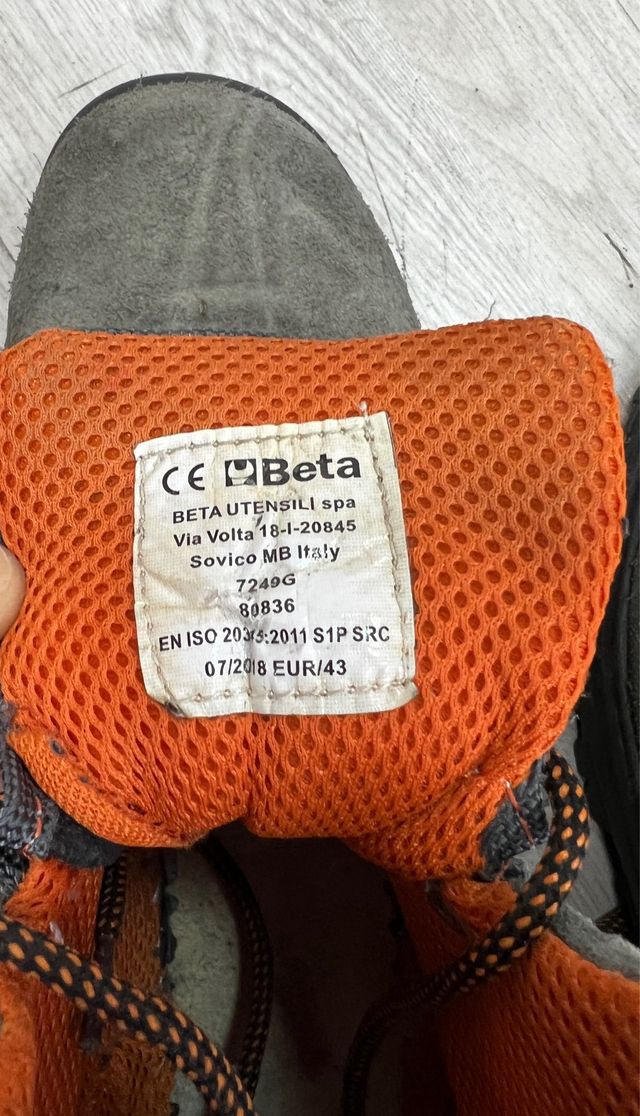 CE Beta
BETA UTENSILI spa
Via Volta 18-I-20845
Sovico MB Italy
7249G
80836
EN ISO 20345:2011 S1P SRC
07/2018 EUR/43